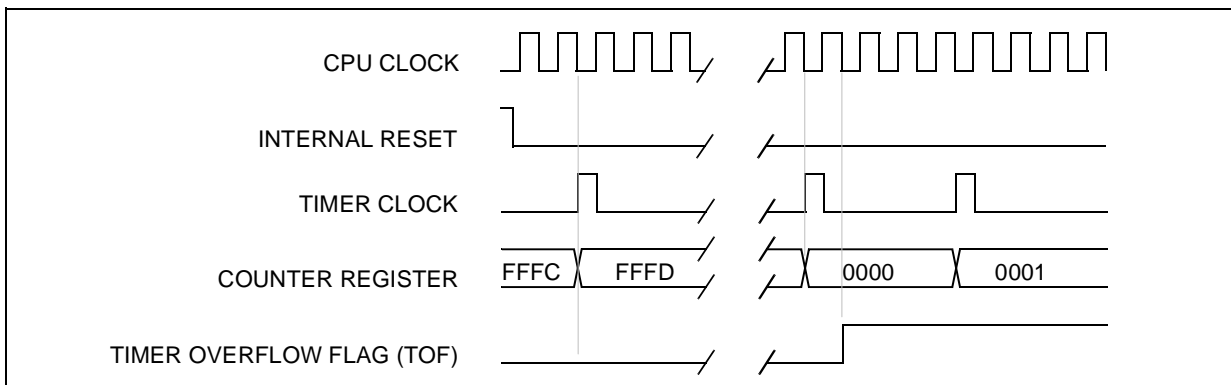 CPU CLOCK
INTERNAL RESET
TIMER CLOCK
COUNTER REGISTER
FFFC
FFFD
0000
0001
TIMER OVERFLOW FLAG (TOF)